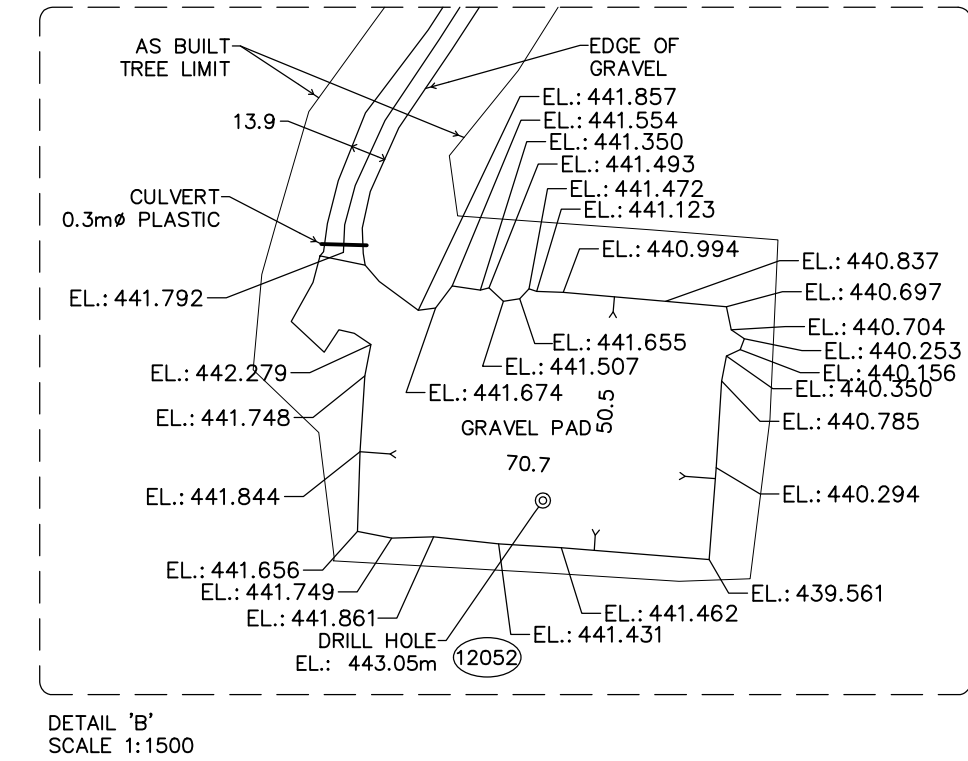 AS BUILT
TREE LIMIT
EDGE OF
GRAVEL
13.9
EL.: 441.857
EL.: 441.554
EL.: 441.350
EL.: 441.493
EL.: 441.472
EL.: 441.123
CULVERT
0.3mø PLASTIC
EL.: 440.994
EL.: 440.837
EL.: 441.792
EL.: 440.697
EL.: 440.704
EL.: 441.655
EL.: 440.253
EL.: 441.507
EL.: 442.279
EL.: 440.156
EL.: 441.674
EL.: 440.350
EL.: 441.748
50.5
EL.: 440.785
GRAVEL PAD
70.7
EL.: 441.844
EL.: 440.294
EL.: 441.656
EL.: 441.749
EL.: 439.561
EL.: 441.861
EL.: 441.462
EL.: 441.431
DRILL HOLE
EL.: 443.05m
12052
DETAIL 'B'
SCALE 1:1500